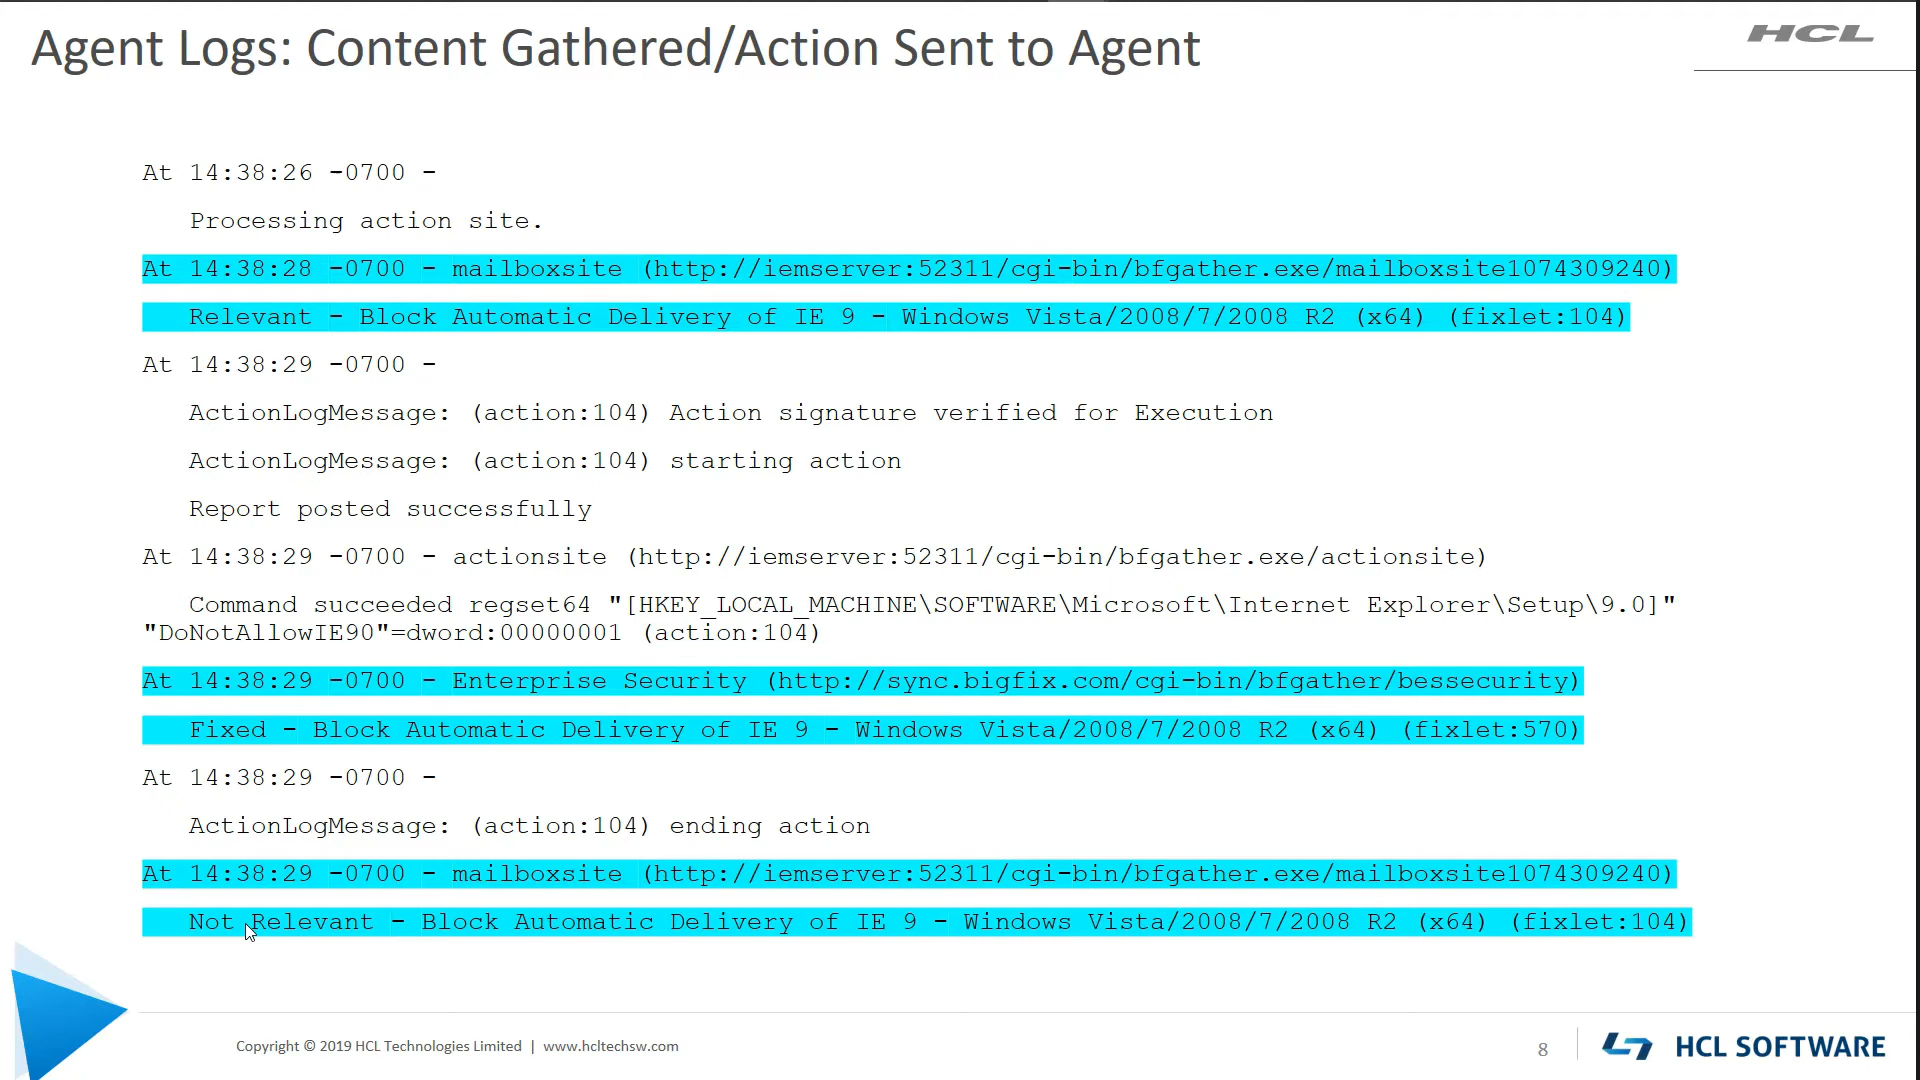 Agent Logs: Content Gathered/Action Sent to Agent
HCL
At 14:38:26 -0700 -
Processing action site.
At 14:38:28 -0700 - mailboxsite (http://iemserver:52311/cgi-bin/bfgather.exe/mailboxsite1074309240)
Relevant - Block Automatic Delivery of IE 9 - Windows Vista/2008/7/2008 R2 (x64) (fixlet:104)
At 14:38:29 -0700 -
ActionLogMessage: (action:104) Action signature verified for Execution
ActionLogMessage: (action:104) starting action
Report posted successfully
At 14:38:29 -0700 - actionsite (http://iemserver:52311/cgi-bin/bfgather.exe/actionsite)
Command succeeded regset64 "[HKEY_LOCAL_MACHINE\SOFTWARE\Microsoft\Internet Explorer\Setup\9.0]"
"DoNotAllowIE90"=dword:00000001 (action:104)
At 14:38:29 -0700 - Enterprise Security (http://sync.bigfix.com/cgi-bin/bfgather/bessecurity)
Fixed - Block Automatic Delivery of IE 9 - Windows Vista/2008/7/2008 R2 (x64) (fixlet:570)
At 14:38:29 -0700 -
ActionLogMessage: (action:104) ending action
At 14:38:29 -0700 - mailboxsite (http://iemserver:52311/cgi-bin/bfgather.exe/mailboxsite1074309240)
Not Relevant - Block Automatic Delivery of IE 9 - Windows Vista/2008/7/2008 R2 (x64) (fixlet:104)
Copyright © 2019 HCL Technologies Limited | www.hcltechsw.com
8
HCL SOFTWARE